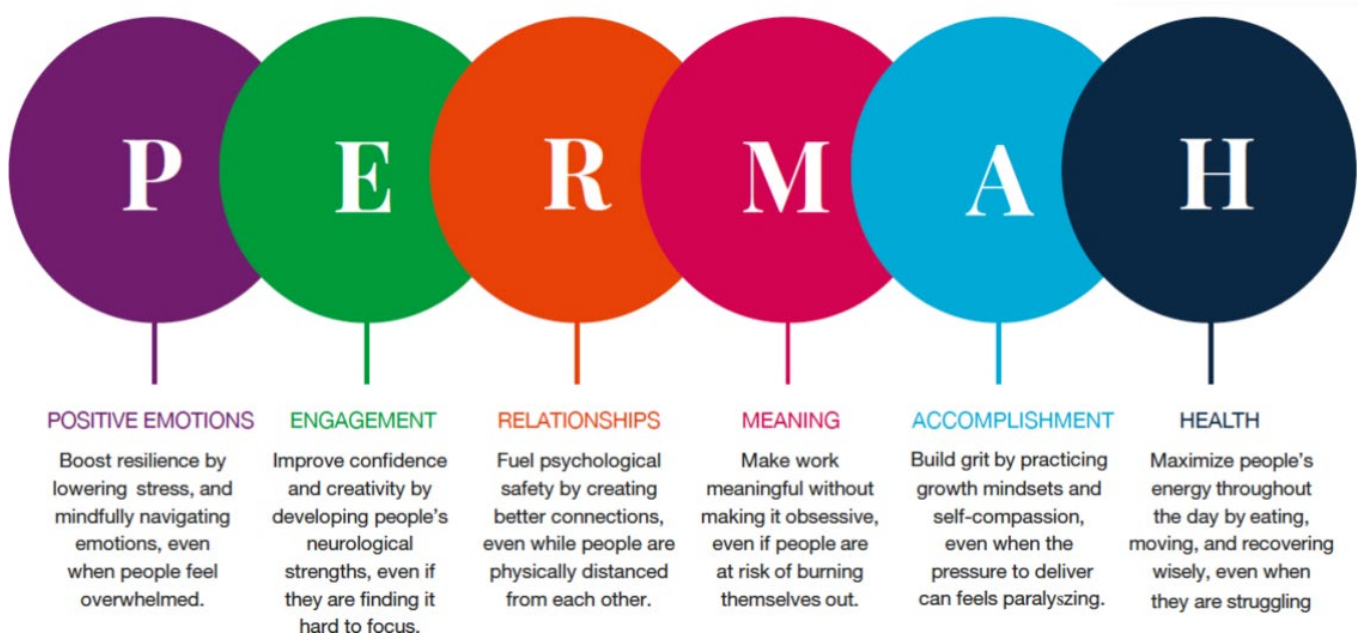 P
E
R
M
A
H
POSITIVE EMOTIONS
Boost resilience by
lowering stress, and
mindfully navigating
emotions, even
when people feel
overwhelmed.
ENGAGEMENT
Improve confidence
and creativity by
developing people's
neurological
strengths, even if
they are finding it
hard to focus.
RELATIONSHIPS
Fuel psychological
safety by creating
better connections,
even while people are
physically distanced
from each other.
MEANING
Make work
meaningful without
making it obsessive,
even if people are
at risk of burning
themselves out.
ACCOMPLISHMENT
Build grit by practicing
growth mindsets and
self-compassion,
even when the
pressure to deliver
can feels paralyszing.
HEALTH
Maximize people's
energy throughout
the day by eating,
moving, and recovering
wisely, even when
they are struggling